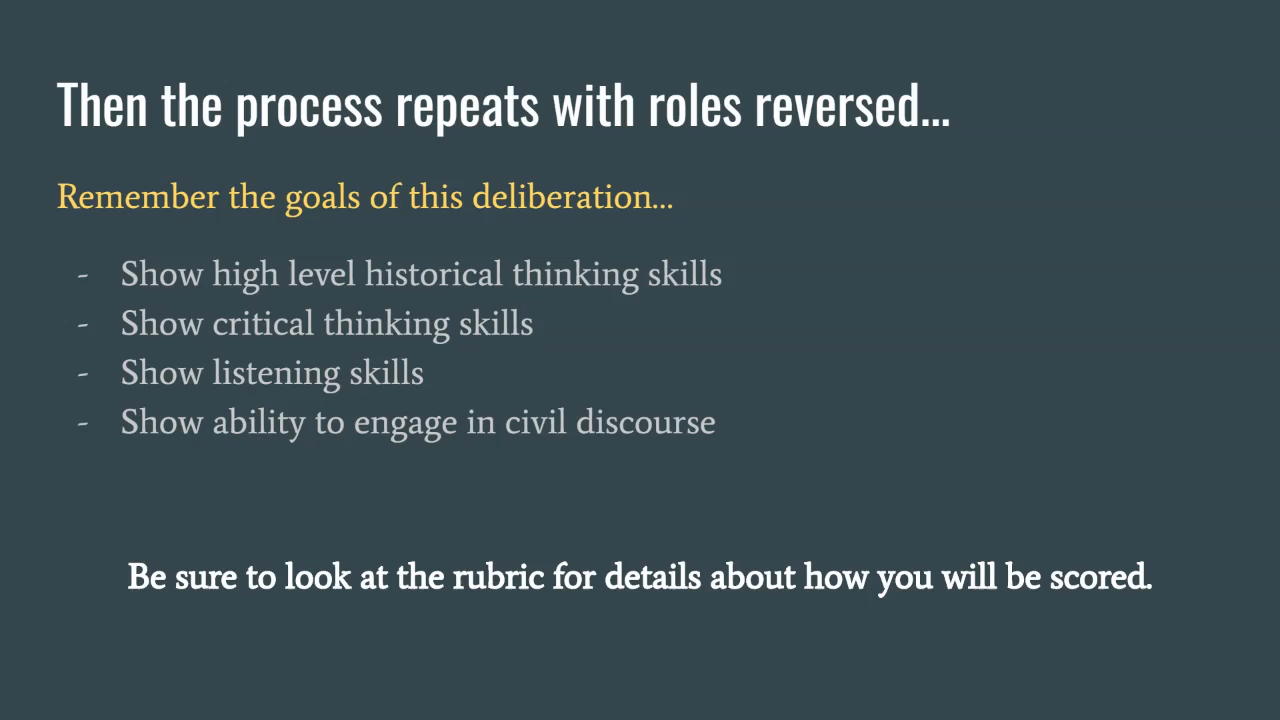 Then the process repeats with roles reversed...
Remember the goals of this deliberation...
- Show high level historical thinking skills
- Show critical thinking skills
- Show listening skills
- Show ability to engage in civil discourse
Be sure to look at the rubric for details about how you will be scored.